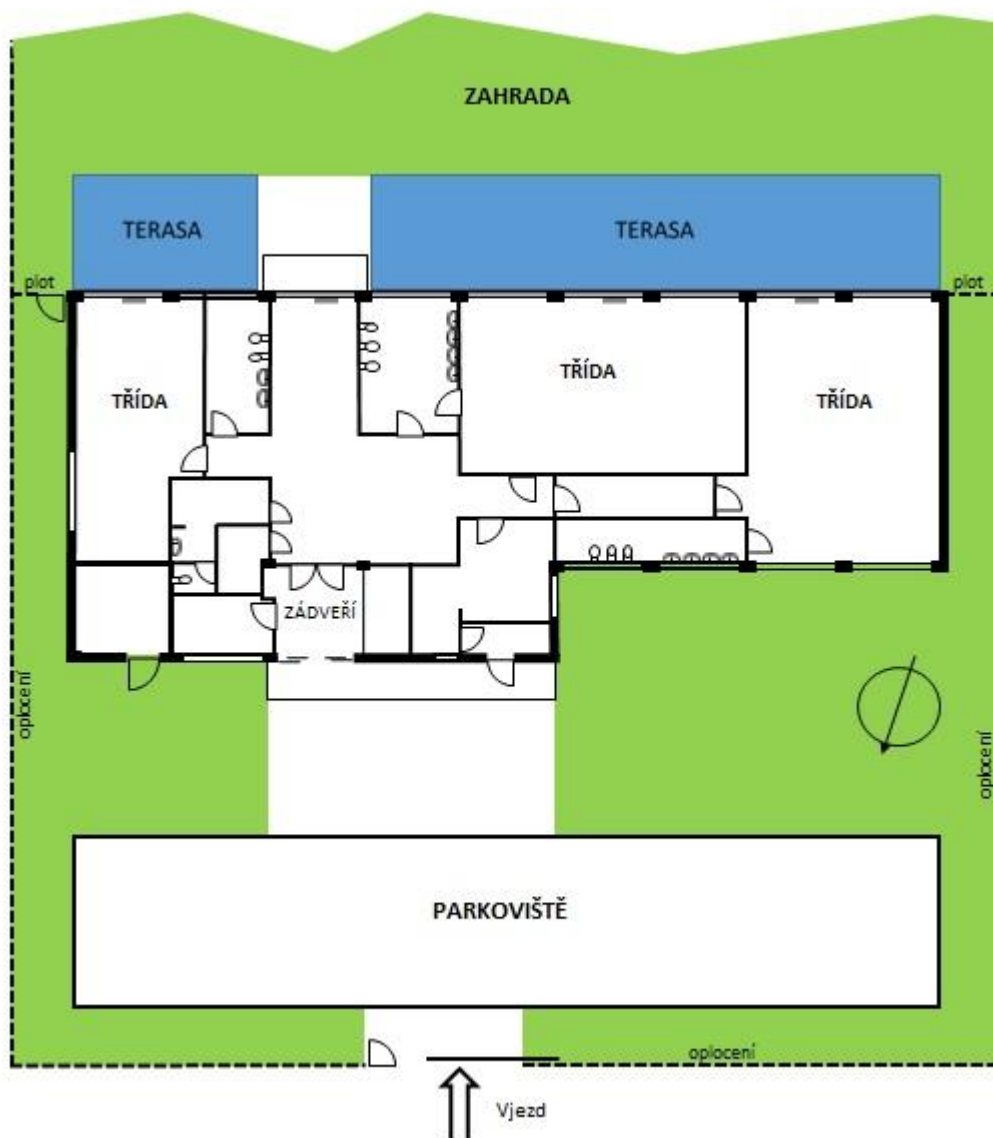 ZAHRADA
TERASA
TERASA
plot
plot
TŘÍDA
TŘÍDA
TŘÍDA
ZÁDVEŘÍ
oplocení
oplocení
PARKOVIŠTĚ
oplocení
Vjezd